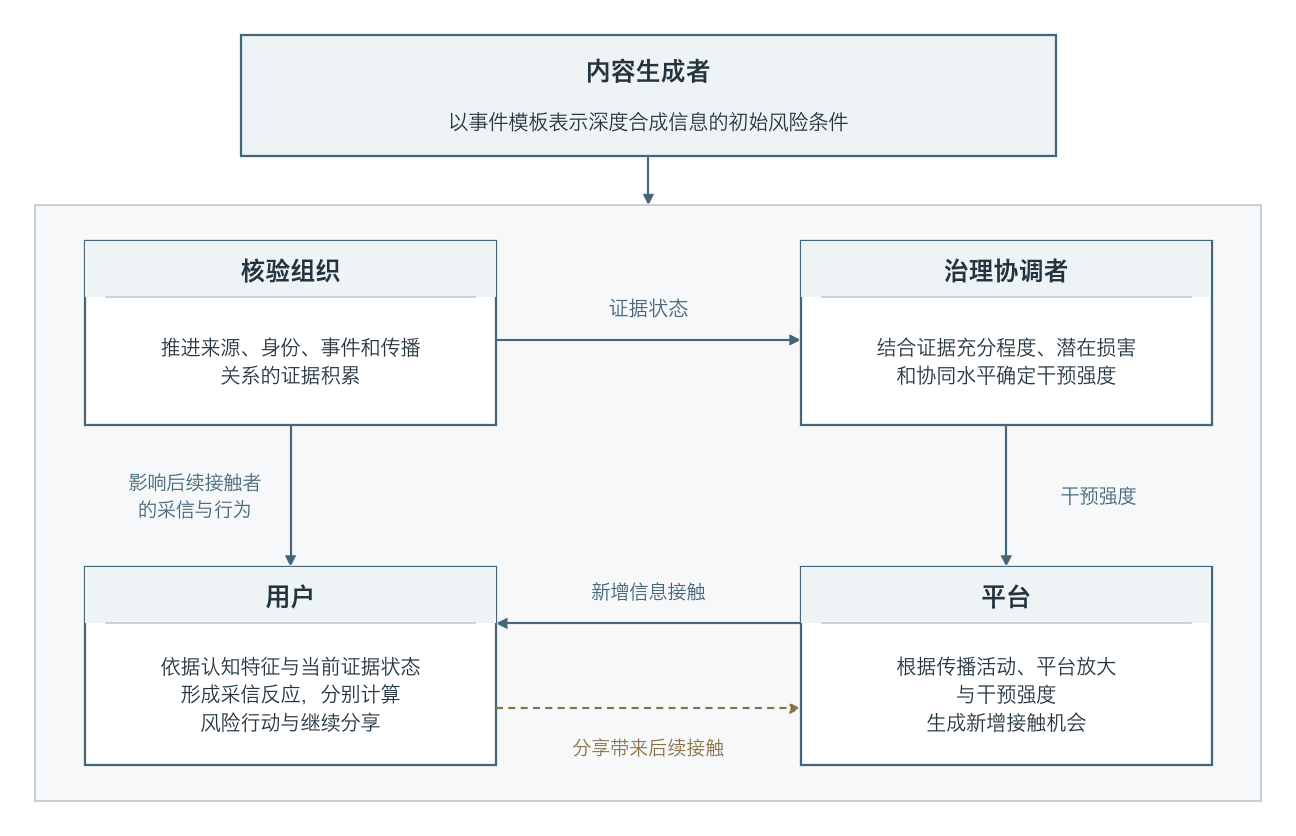 内容生成者
以事件模板表示深度合成信息的初始风险条件
核验组织
推进来源、身份、事件和传播
关系的证据积累
证据状态
治理协调者
结合证据充分程度、潜在损害
和协同水平确定干预强度
影响后续接触者
的采信与行为
干预强度
用户
依据认知特征与当前证据状态
形成采信反应，分别计算
风险行动与继续分享
新增信息接触
分享带来后续接触
平台
根据传播活动、平台放大
与干预强度
生成新增接触机会